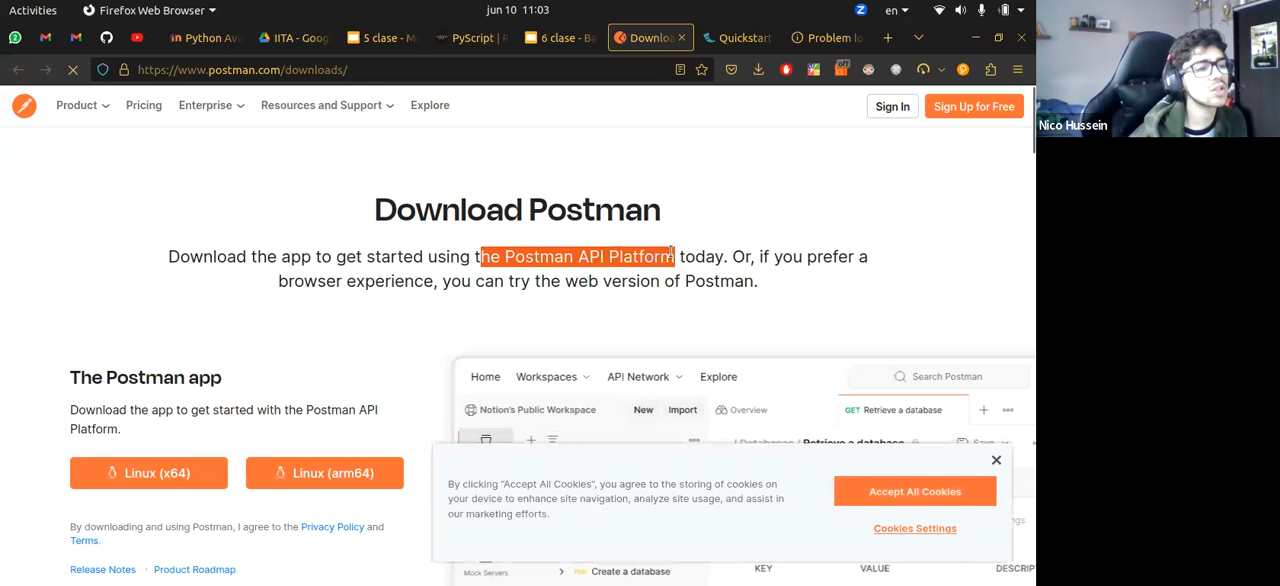 Activities
Firefox Web Browser
jun 10 11:03
en
Python Av
IITA - Goog
5 clase - M
PyScript | R
6 clase - Ba
Downloa
Quickstart
Problem lo
https://www.postman.com/downloads/
off
Nico Hussein
Product
Pricing
Enterprise
Resources and Support
Explore
Sign In
Sign Up for Free
Download Postman
Download the app to get started using the Postman API Platform today. Or, if you prefer a
browser experience, you can try the web version of Postman.
The Postman app
Download the app to get started with the Postman API
Platform.
Linux (x64)
Linux (arm64)
By downloading and using Postman, I agree to the Privacy Policy and
Terms.
Release Notes · Product Roadmap
Home
Workspaces
API Network
Explore
Search Postman
Notion's Public Workspace
New
Import
Overview
GET Retrieve a database
/ Databases / Retrieve a database
Save
By clicking "Accept All Cookies", you agree to the storing of cookies on
your device to enhance site navigation, analyze site usage, and assist in
our marketing efforts.
Accept All Cookies
Cookies Settings
Mock Servers
POST Create a database
KEY
VALUE
DESCRIP